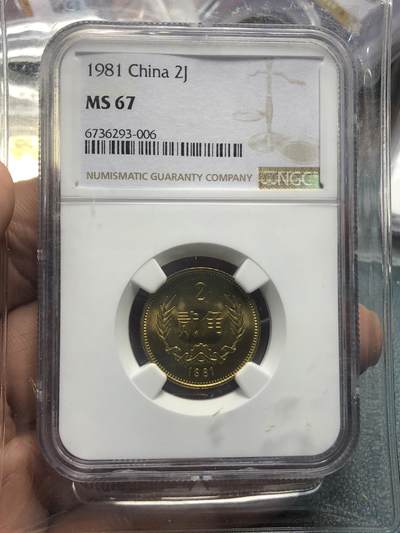 1981 China 2J
MS 67
6736293-006
NUMISMATIC GUARANTY COMPANY
NGC
2
贰角
1981